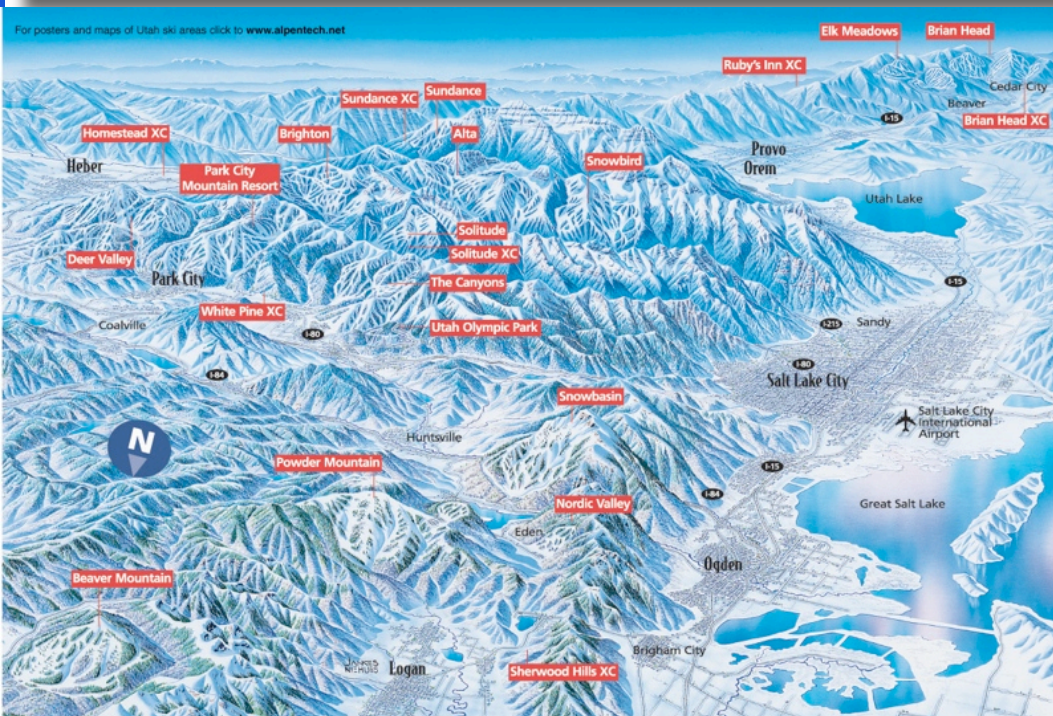 For posters and maps of Utah ski areas click to www.alpentech.net
Elk Meadows
Brian Head
Ruby's Inn XC
Cedar City
Beaver
I-15
Brian Head XC
Sundance XC
Sundance
Homestead XC
Brighton
Alta
Heber
Provo
Orem
Snowbird
Park City
Mountain Resort
Utah Lake
Solitude
Solitude XC
Deer Valley
Park City
The Canyons
I-15
White Pine XC
Coalville
I-80
Utah Olympic Park
I-215
Sandy
I-80
Salt Lake City
I-84
Snowbasin
Salt Lake City
International
Airport
N
Huntsville
Powder Mountain
I-15
I-84
Nordic Valley
Great Salt Lake
Eden
Ogden
Beaver Mountain
Brigham City
Logan
Sherwood Hills XC